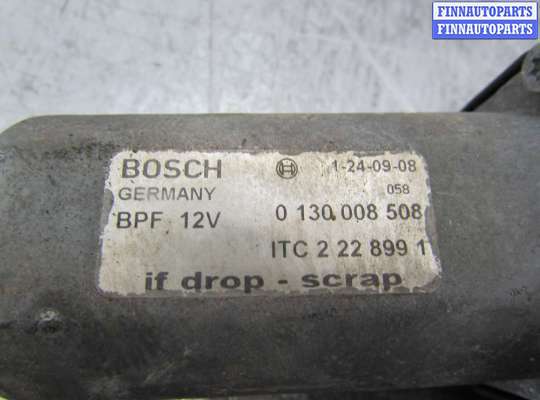 FINNAUTOPARTS
FINNAUTOPARTS
BOSCH 1-24-09-08
GERMANY 058
BPF 12V 0 130 008 508
ITC 2 22 899 1
if drop - scrap